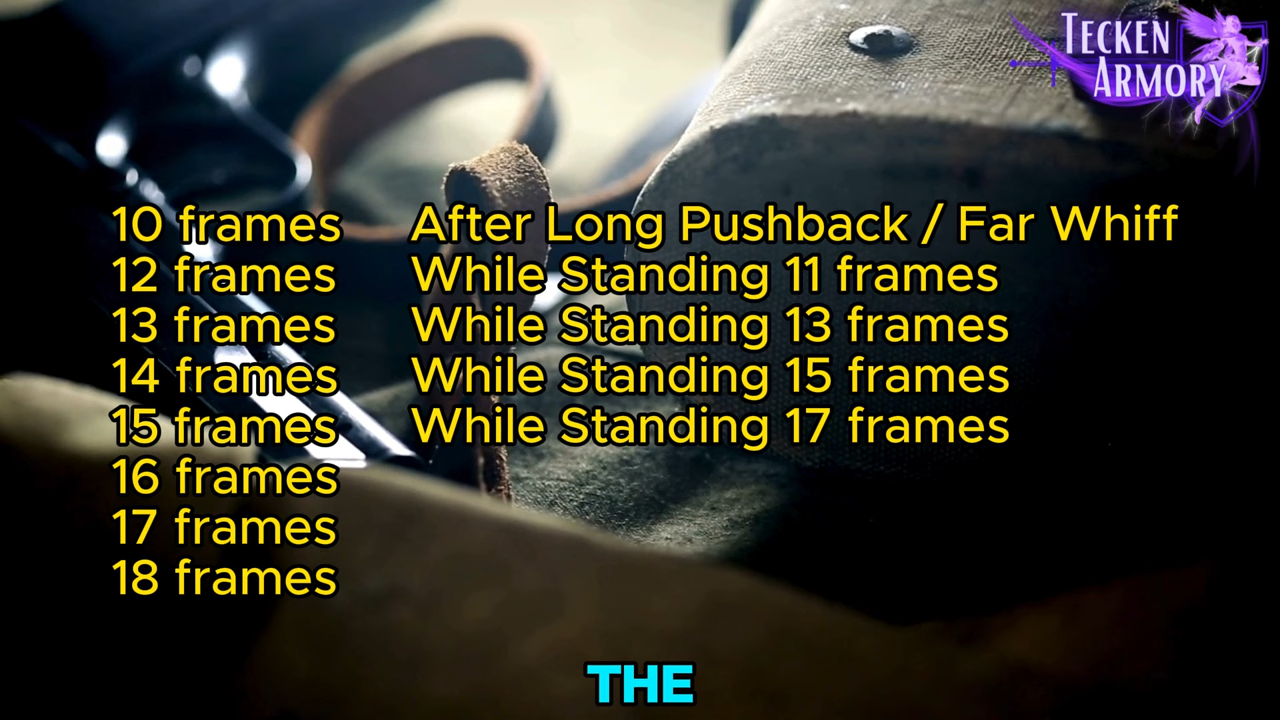 TECKEN
ARMORY
10 frames
12 frames
13 frames
14 frames
15 frames
16 frames
17 frames
18 frames
After Long Pushback / Far Whiff
While Standing 11 frames
While Standing 13 frames
While Standing 15 frames
While Standing 17 frames
THE